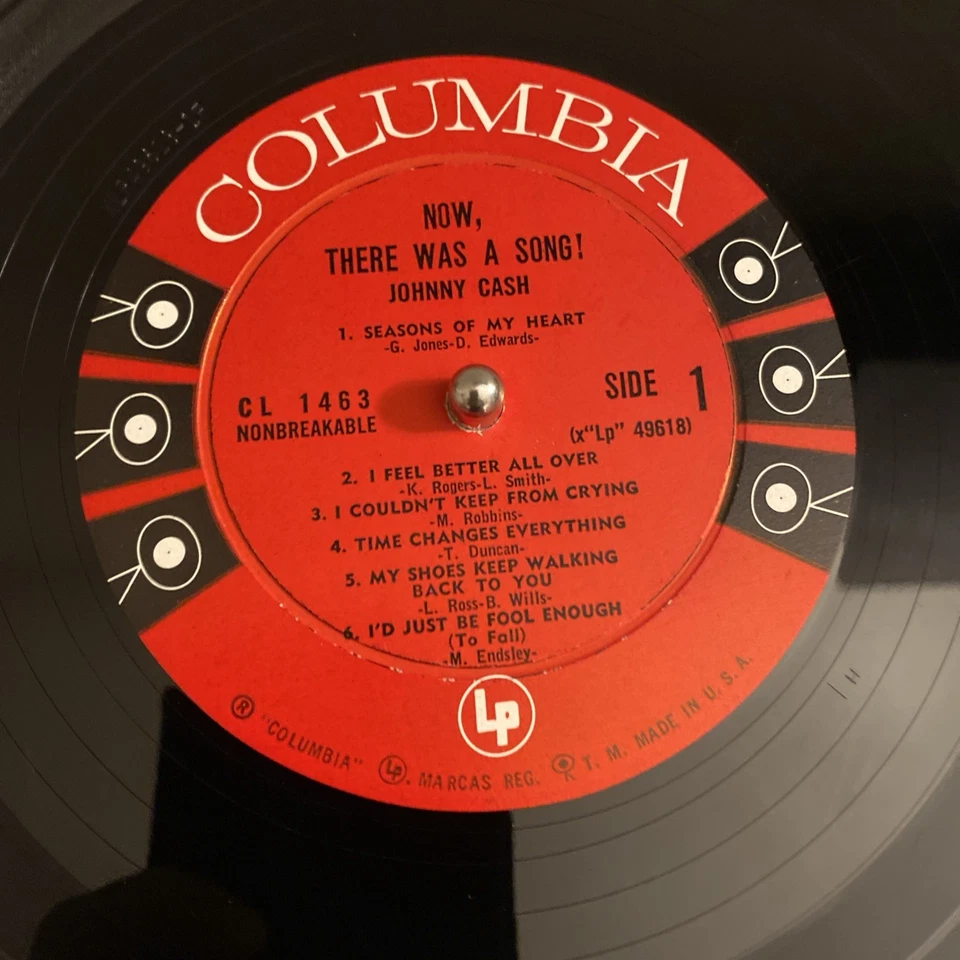 COLUMBIA
NOW,
THERE WAS A SONG!
JOHNNY CASH
1. SEASONS OF MY HEART
-G. Jones-D. Edwards-
CL 1463
NONBREAKABLE
SIDE 1
(x"Lp" 49618)
2. I FEEL BETTER ALL OVER
-K. Rogers-L. Smith-
3. I COULDN'T KEEP FROM CRYING
-M. Robbins-
4. TIME CHANGES EVERYTHING
-T. Duncan-
5. MY SHOES KEEP WALKING
BACK TO YOU
-L. Ross-B. Wills-
6. I'D JUST BE FOOL ENOUGH
(To Fall)
-M. Endsley-
Lp
® "COLUMBIA" Lp. MARCAS REG. T. M. MADE IN U. S. A.